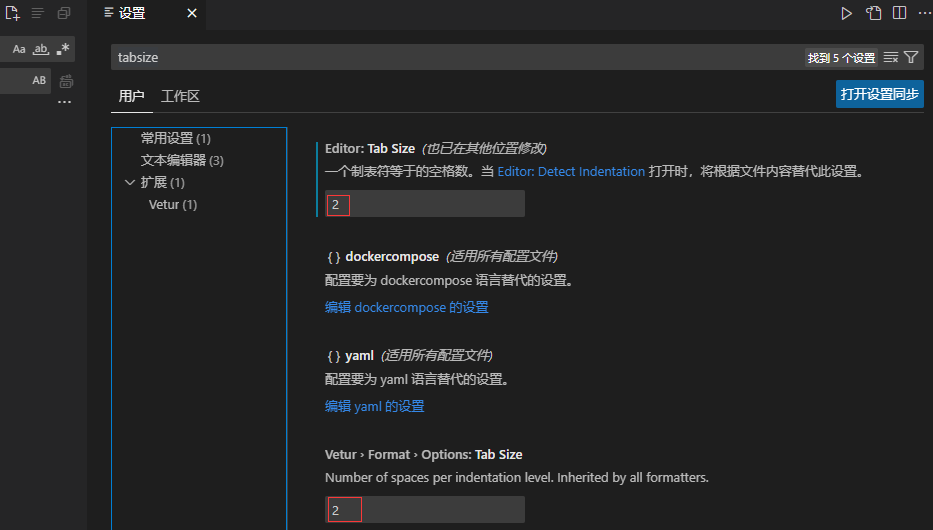 设置
Aa ab
AB
tabsize
找到 5 个设置
用户 工作区
打开设置同步
常用设置 (1)
文本编辑器 (3)
扩展 (1)
Vetur (1)
Editor: Tab Size (也已在其他位置修改)
一个制表符等于的空格数。当 Editor: Detect Indentation 打开时，将根据文件内容替代此设置。
2
{} dockercompose (适用所有配置文件)
配置要为 dockercompose 语言替代的设置。
编辑 dockercompose 的设置
{} yaml (适用所有配置文件)
配置要为 yaml 语言替代的设置。
编辑 yaml 的设置
Vetur › Format › Options: Tab Size
Number of spaces per indentation level. Inherited by all formatters.
2